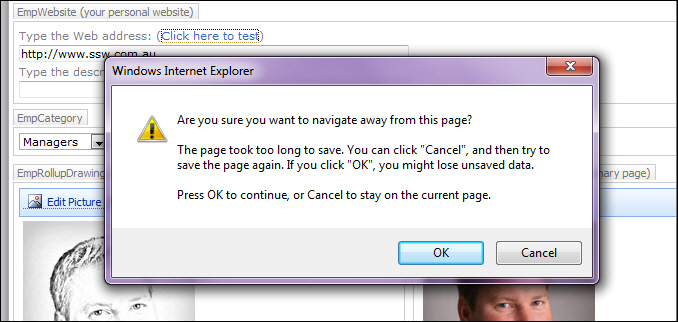 EmpWebsite (your personal website)
Type the Web address: (Click here to test)
http://www.ssw.com.au
Type the descr
Windows Internet Explorer
Are you sure you want to navigate away from this page?
The page took too long to save. You can click "Cancel", and then try to
save the page again. If you click "OK", you might lose unsaved data.
Press OK to continue, or Cancel to stay on the current page.
OK Cancel
EmpCategory
Managers
EmpRollupDrawing mary page)
Edit Picture